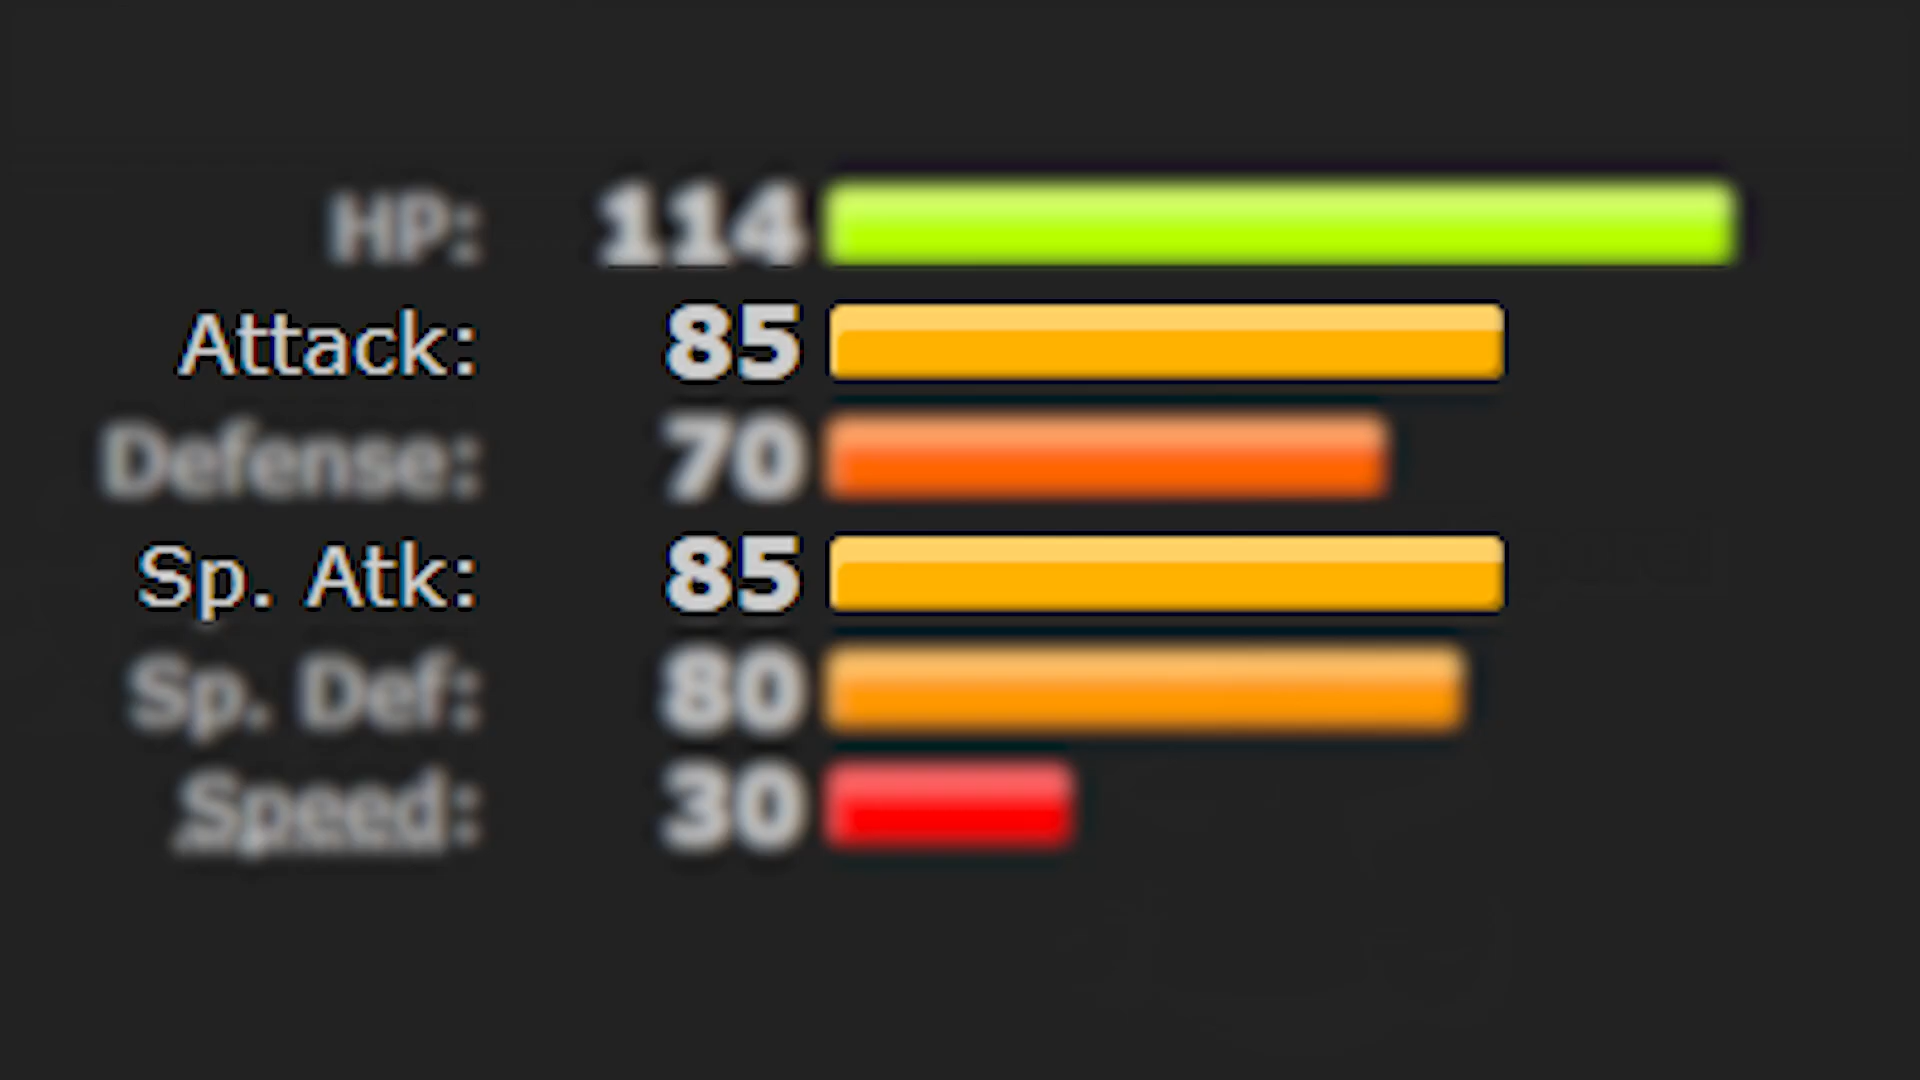 HP: 114
Attack: 85
Defense: 70
Sp. Atk: 85
Sp. Def: 80
Speed: 30